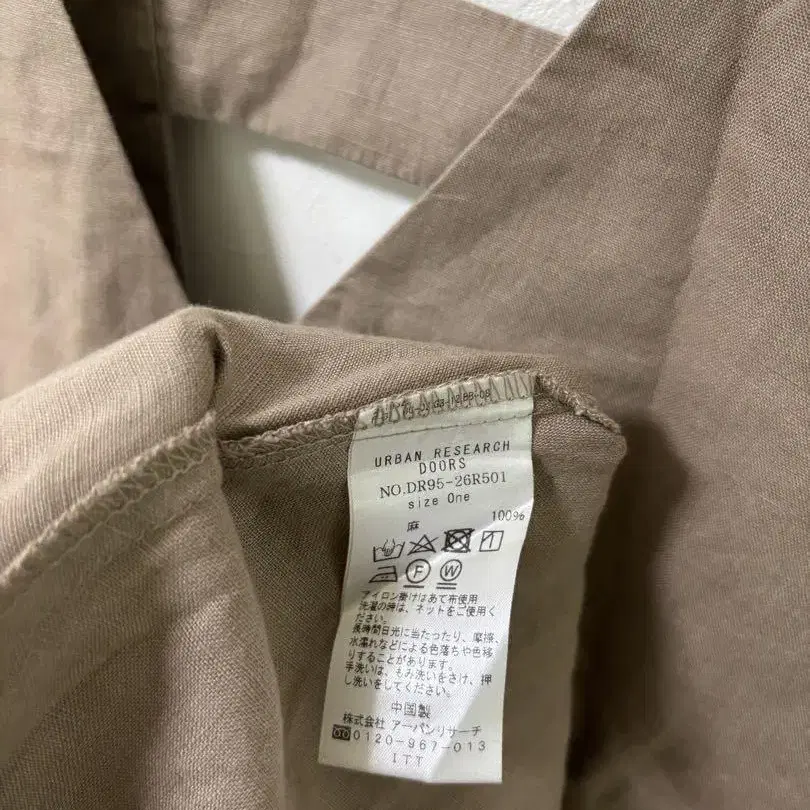 URBAN RESEARCH
DOORS
NO.DR95-26R501
size One
麻 100%
F W
アイロン掛けはあて布使用
洗濯の時は、ネットをご使用く
ださい。
長時間日光に当たったり、摩擦、
水濡れなどによる色落ちや色移
りすることがあります。
手洗いは、もみ洗いをさけ、押
し洗いをしてください。
中国製
株式会社 アーバンリサーチ
0120-967-013
ITT